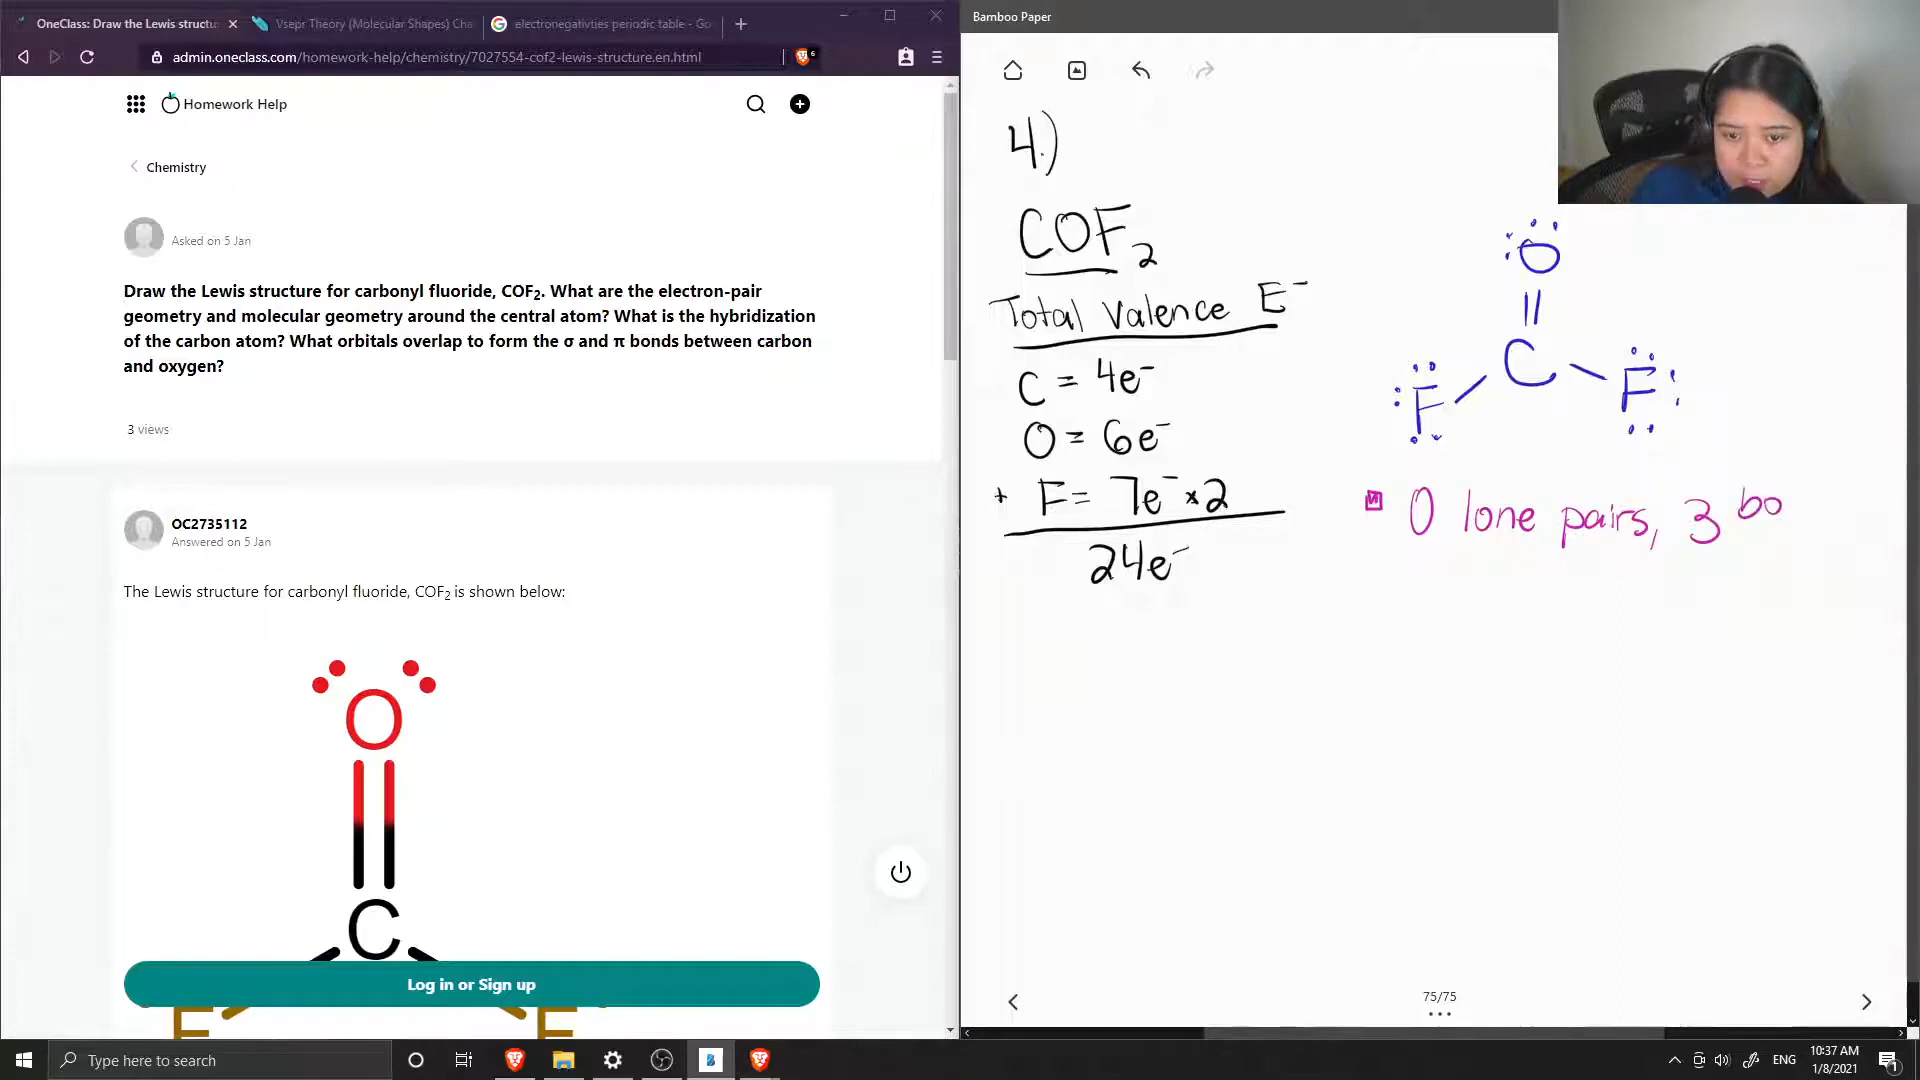 OneClass: Draw the Lewis structu
Vsepr Theory (Molecular Shapes) Cha
electronegativties periodic table - Go
admin.oneclass.com/homework-help/chemistry/7027554-cof2-lewis-structure.en.html
6
Homework Help
Chemistry
Asked on 5 Jan
Draw the Lewis structure for carbonyl fluoride, COF₂. What are the electron-pair
geometry and molecular geometry around the central atom? What is the hybridization
of the carbon atom? What orbitals overlap to form the σ and π bonds between carbon
and oxygen?
3 views
OC2735112
Answered on 5 Jan
The Lewis structure for carbonyl fluoride, COF₂ is shown below:
O
C
F F
Log in or Sign up
Bamboo Paper
4.)
COF₂
Total Valence E⁻
C = 4e⁻
O = 6e⁻
+ F = 7e⁻ × 2
24e⁻
O
C
F F
0 lone pairs, 3 bo
75/75
Type here to search
ENG
10:37 AM
1/8/2021
1